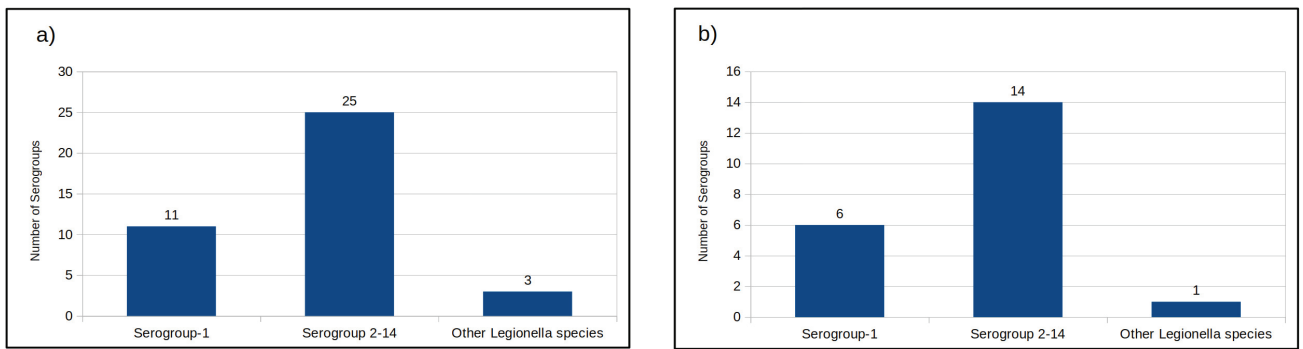 a)
Number of Serogroups
30
25
20
15
10
5
0
11
25
3
Serogroup-1
Serogroup 2-14
Other Legionella species
b)
Number of Serogroups
16
14
12
10
8
6
4
2
0
6
14
1
Serogroup-1
Serogroup 2-14
Other Legionella species